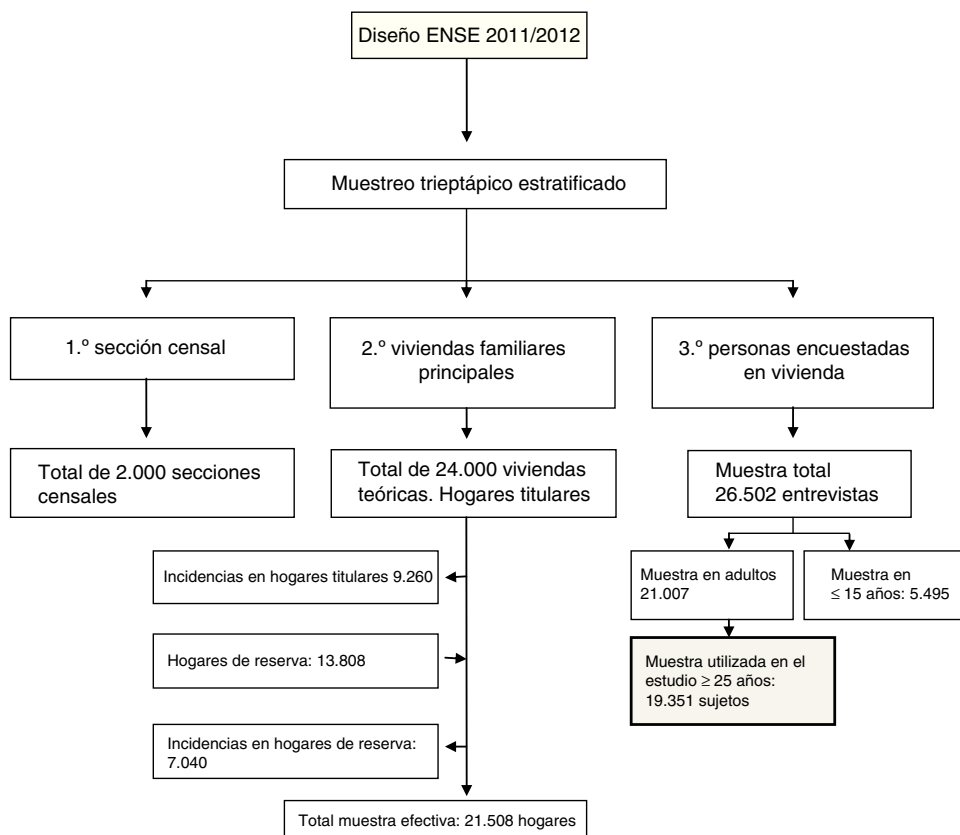 Diseño ENSE 2011/2012
Muestreo trieptápico estratificado
1.º sección censal
2.º viviendas familiares
principales
3.º personas encuestadas
en vivienda
Total de 2.000 secciones
censales
Total de 24.000 viviendas
teóricas. Hogares titulares
Muestra total
26.502 entrevistas
Incidencias en hogares titulares 9.260
Muestra en adultos
21.007
Muestra en
≤ 15 años: 5.495
Hogares de reserva: 13.808
Muestra utilizada en el
estudio ≥ 25 años:
19.351 sujetos
Incidencias en hogares de reserva:
7.040
Total muestra efectiva: 21.508 hogares